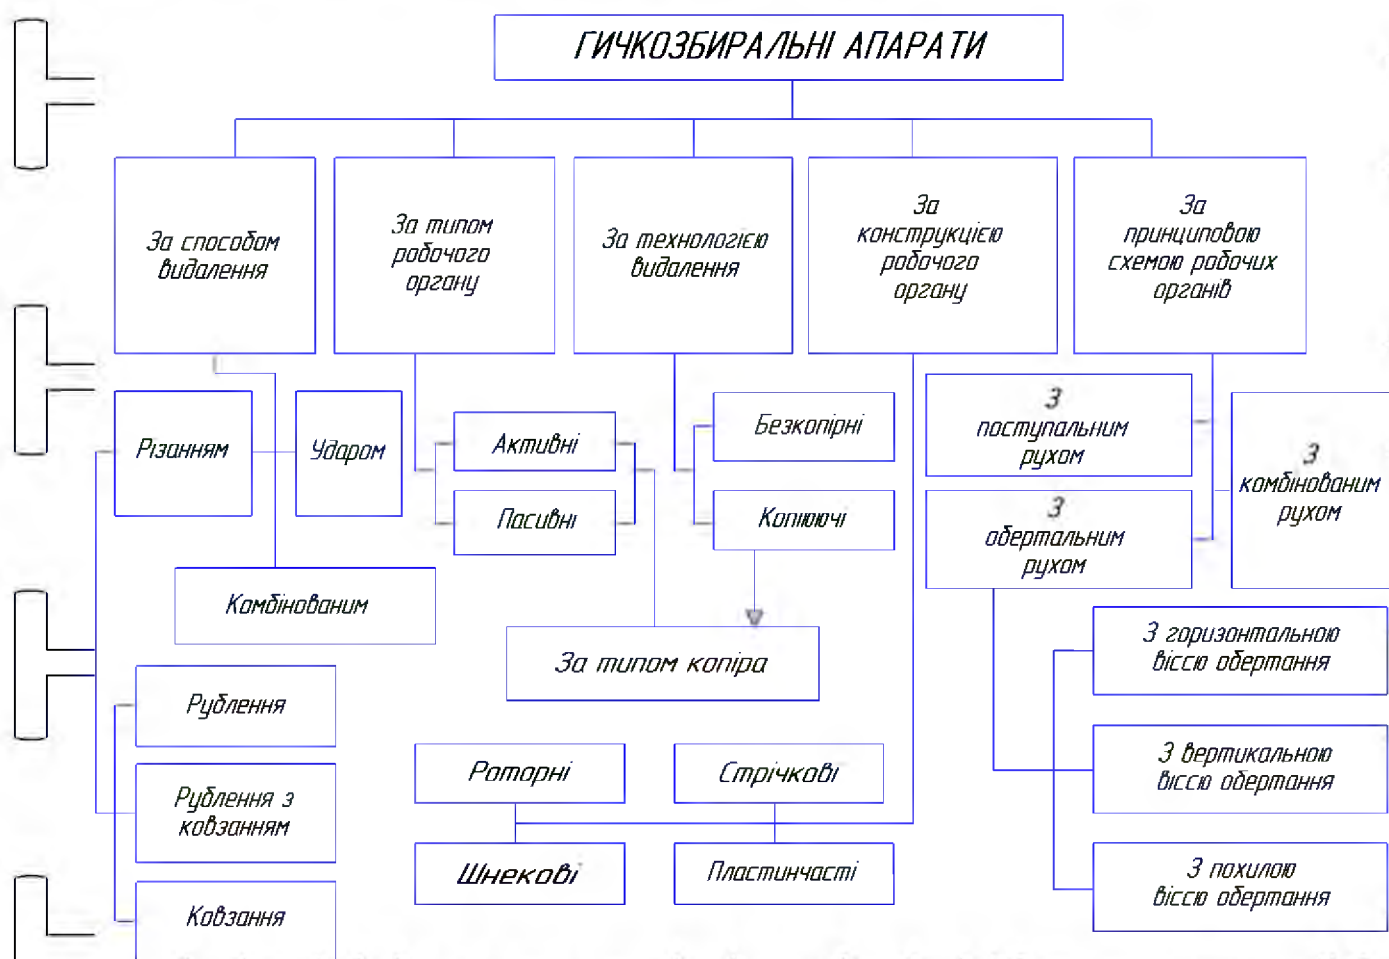 ГИЧКОЗБИРАЛЬНІ АПАРАТИ
За способом
видалення
За типом
робочого
органу
За технологією
видалення
За
конструкцією
робочого
органу
За
принциповою
схемою робочих
органів
Різанням
Ударом
Комбінованим
Рублення
Рублення з
ковзанням
Ковзання
Активні
Пасивні
Безкопірні
Копіюючі
За типом копіра
Роторні
Стрічкові
Шнекові
Пластинчасті
З
поступальним
рухом
З
обертальним
рухом
З
комбінованим
рухом
З горизонтальною
віссю обертання
З вертикальною
віссю обертання
З похилою
віссю обертання